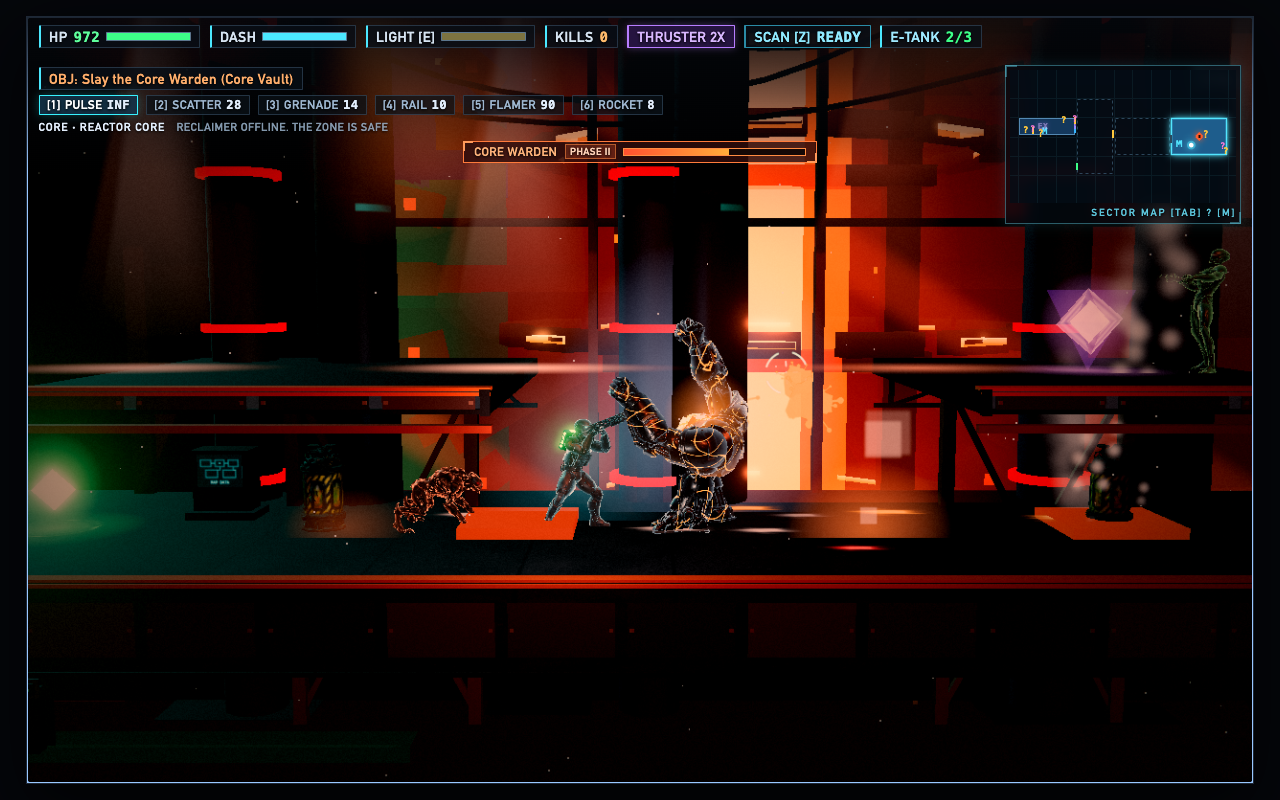 HP 972 DASH LIGHT [E] KILLS 0 THRUSTER 2X SCAN [Z] READY E-TANK 2/3
OBJ: Slay the Core Warden (Core Vault)
[1] PULSE INF [2] SCATTER 28 [3] GRENADE 14 [4] RAIL 10 [5] FLAMER 90 [6] ROCKET 8
CORE · REACTOR CORE RECLAIMER OFFLINE. THE ZONE IS SAFE
CORE WARDEN PHASE II
M
SECTOR MAP [TAB] ? [M]
MAP DATA